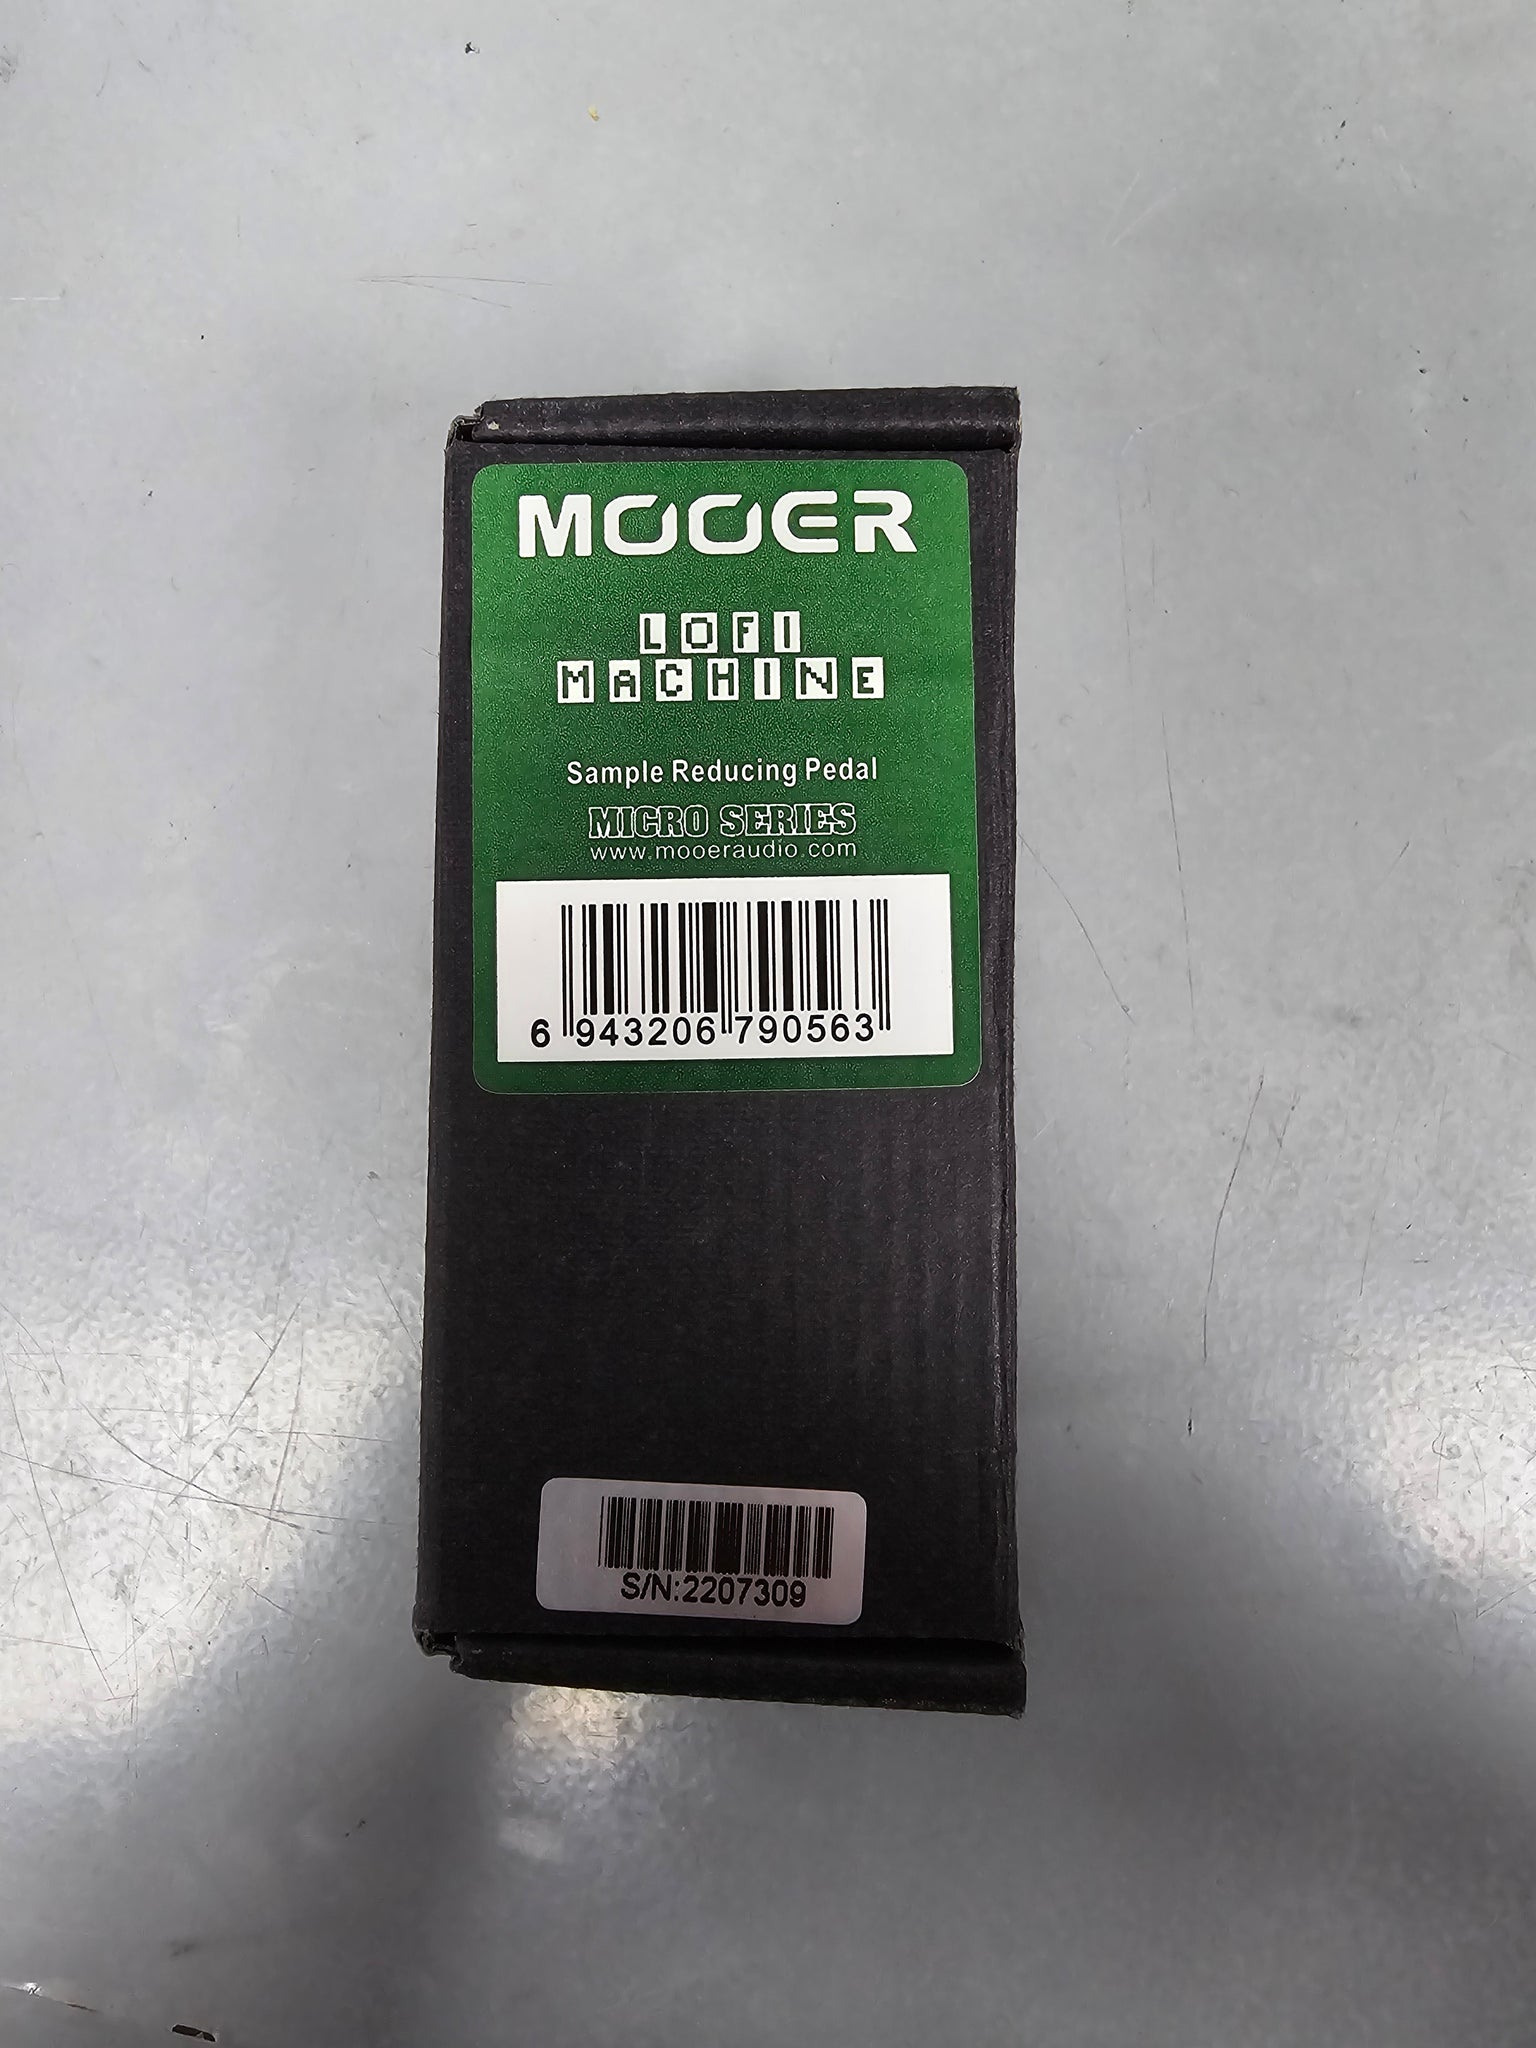 MOOER
LOFI
MACHINE
Sample Reducing Pedal
MICRO SERIES
www.mooeraudio.com
6 943206 790563
S/N:2207309